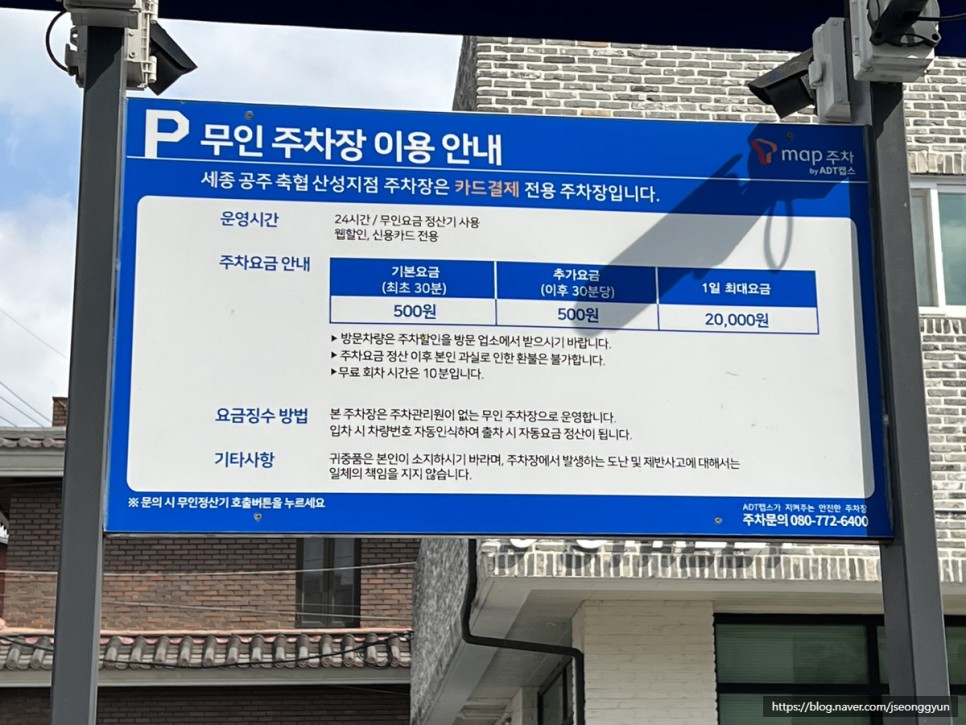 P 무인 주차장 이용 안내
T map 주차
by ADT캡스
세종 공주 축협 산성지점 주차장은 카드결제 전용 주차장입니다.
운영시간
24시간 / 무인요금 정산기 사용
웹할인, 신용카드 전용
주차요금 안내
기본요금 (최초 30분)
추가요금 (이후 30분당)
1일 최대요금
500원
500원
20,000원
▶ 방문차량은 주차할인을 방문 업소에서 받으시기 바랍니다.
▶ 주차요금 정산 이후 본인 과실로 인한 환불은 불가합니다.
▶무료 회차 시간은 10분입니다.
요금징수 방법
본 주차장은 주차관리원이 없는 무인 주차장으로 운영합니다.
입차 시 차량번호 자동인식하여 출차 시 자동요금 정산이 됩니다.
기타사항
귀중품은 본인이 소지하시기 바라며, 주차장에서 발생하는 도난 및 제반사고에 대해서는
일체의 책임을 지지 않습니다.
※ 문의 시 무인정산기 호출버튼을 누르세요
ADT캡스가 지켜주는 안전한 주차장
주차문의 080-772-6400
https://blog.naver.com/jseonggyun